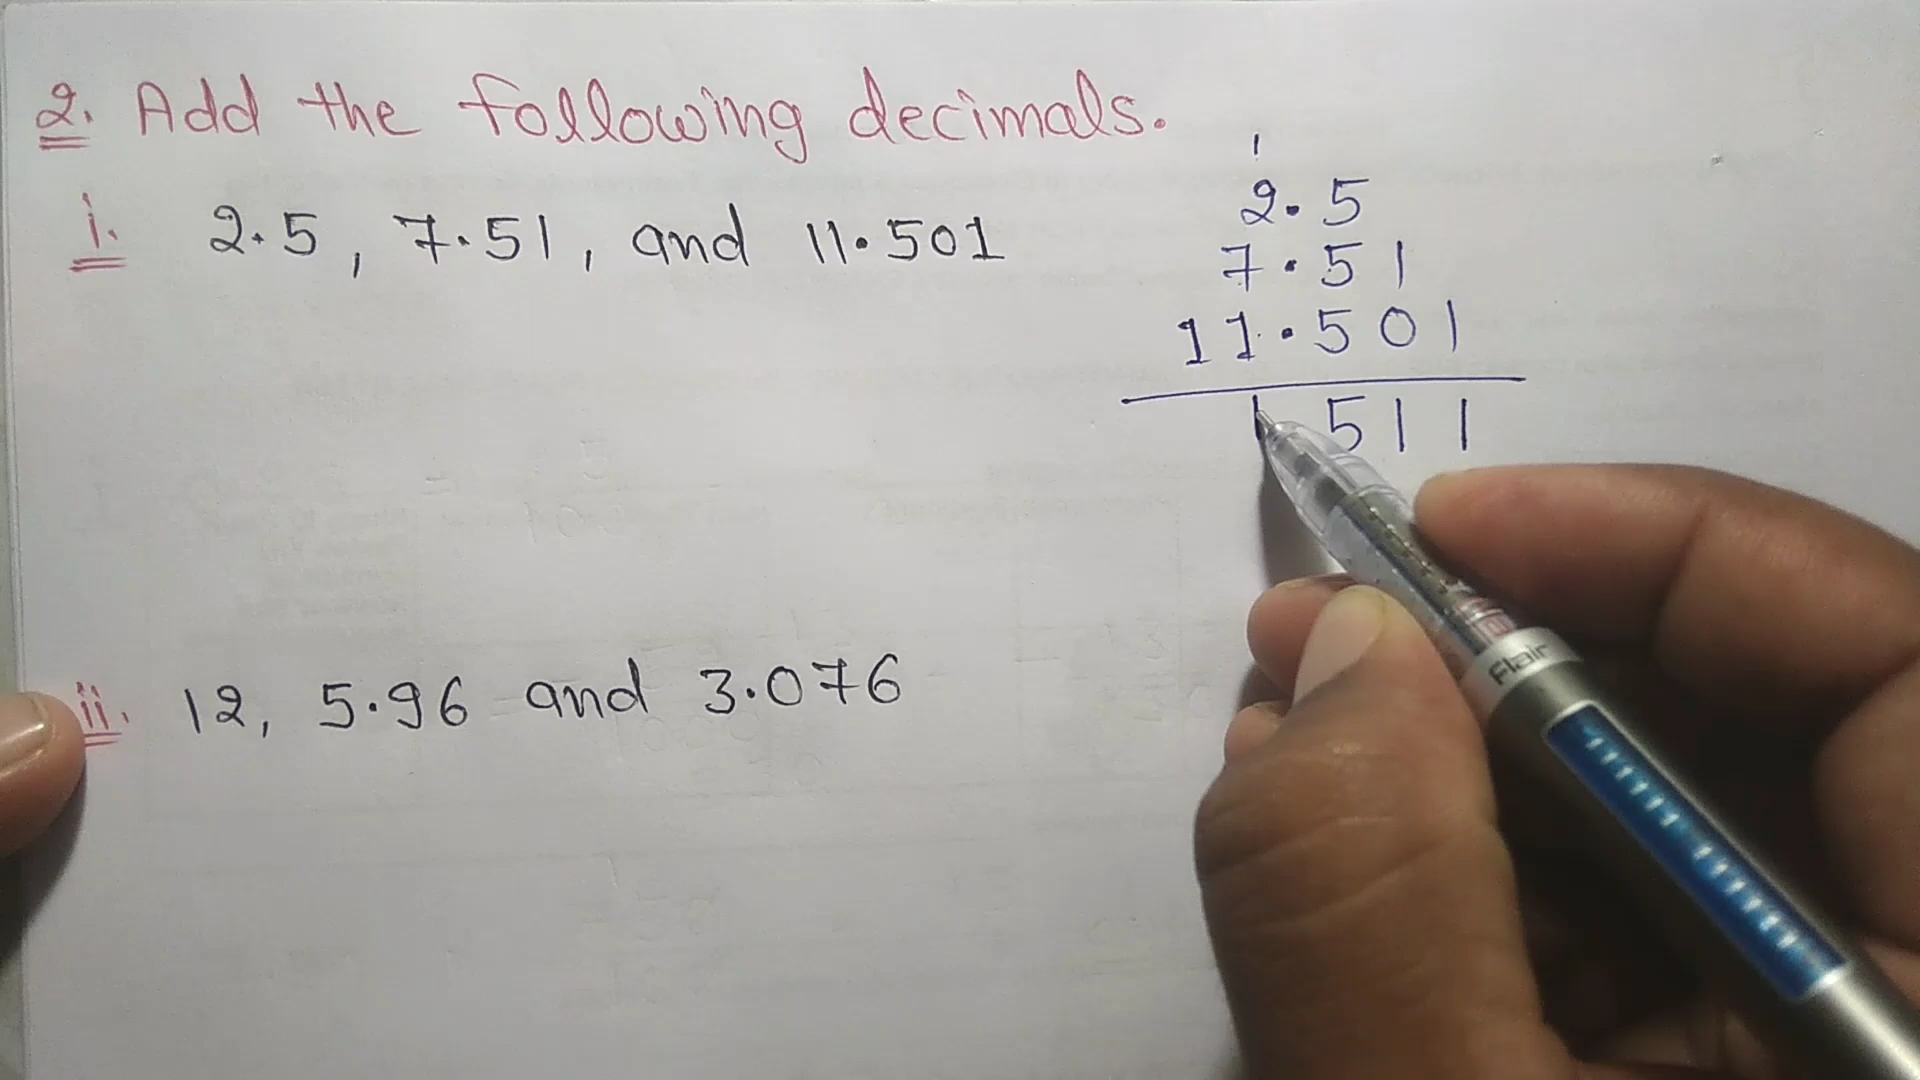 2. Add the following decimals.
i. 2.5, 7.51, and 11.501
1
2.5
7.51
11.501
1 511
Flair
ii. 12, 5.96 and 3.076